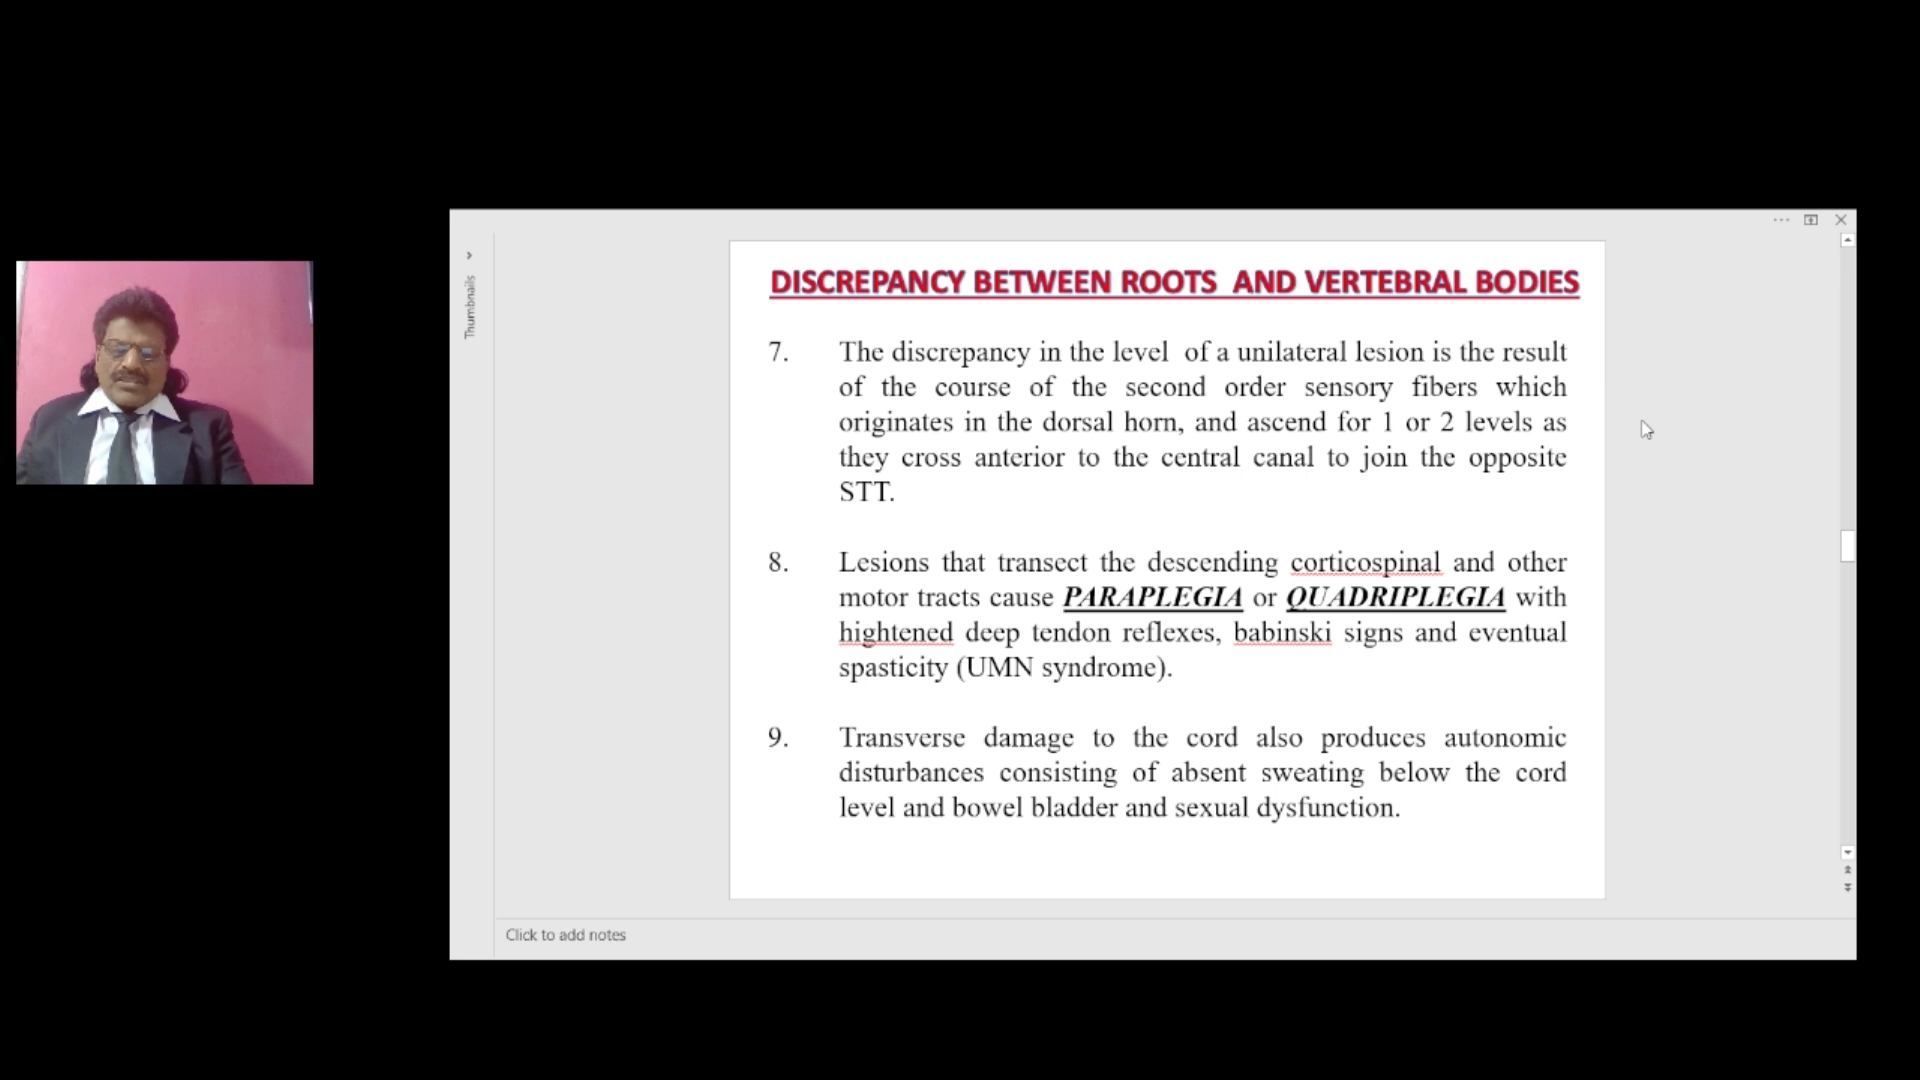 Thumbnails
DISCREPANCY BETWEEN ROOTS AND VERTEBRAL BODIES
7. The discrepancy in the level of a unilateral lesion is the result
of the course of the second order sensory fibers which
originates in the dorsal horn, and ascend for 1 or 2 levels as
they cross anterior to the central canal to join the opposite
STT.
8. Lesions that transect the descending corticospinal and other
motor tracts cause PARAPLEGIA or QUADRIPLEGIA with
hightened deep tendon reflexes, babinski signs and eventual
spasticity (UMN syndrome).
9. Transverse damage to the cord also produces autonomic
disturbances consisting of absent sweating below the cord
level and bowel bladder and sexual dysfunction.
Click to add notes